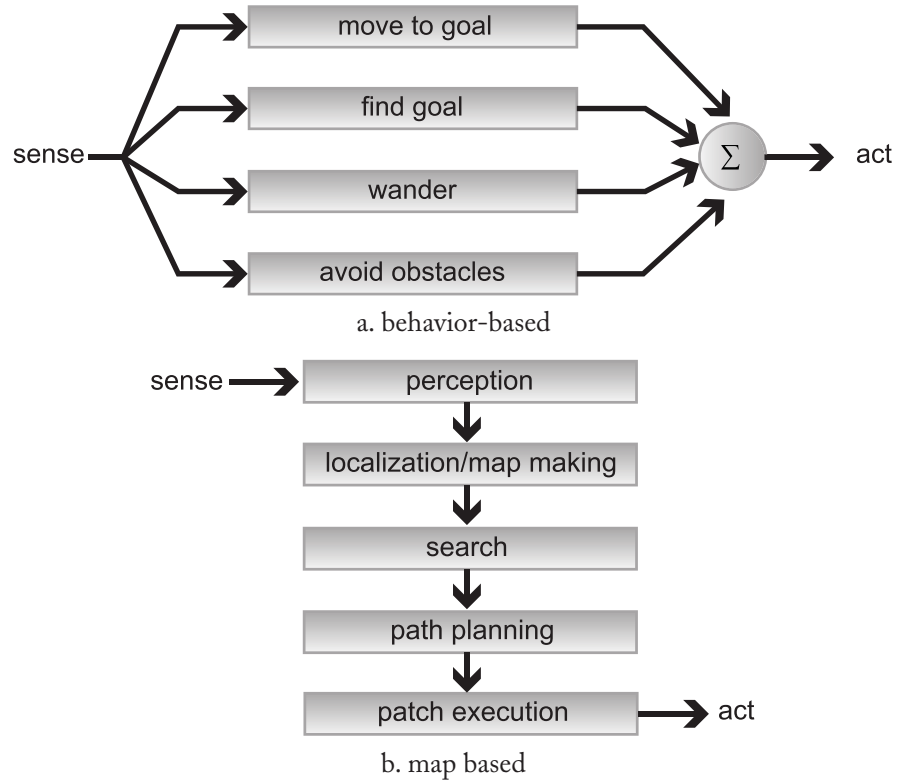 move to goal
find goal
sense
Σ
act
wander
avoid obstacles
a. behavior-based
sense
perception
localization/map making
search
path planning
patch execution
act
b. map based